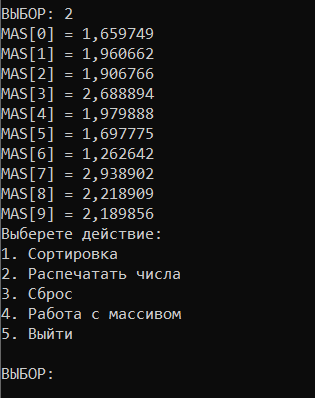 ВЫБОР: 2
MAS[0] = 1,659749
MAS[1] = 1,960662
MAS[2] = 1,906766
MAS[3] = 2,688894
MAS[4] = 1,979888
MAS[5] = 1,697775
MAS[6] = 1,262642
MAS[7] = 2,938902
MAS[8] = 2,218909
MAS[9] = 2,189856
Выберете действие:
1. Сортировка
2. Распечатать числа
3. Сброс
4. Работа с массивом
5. Выйти
ВЫБОР: